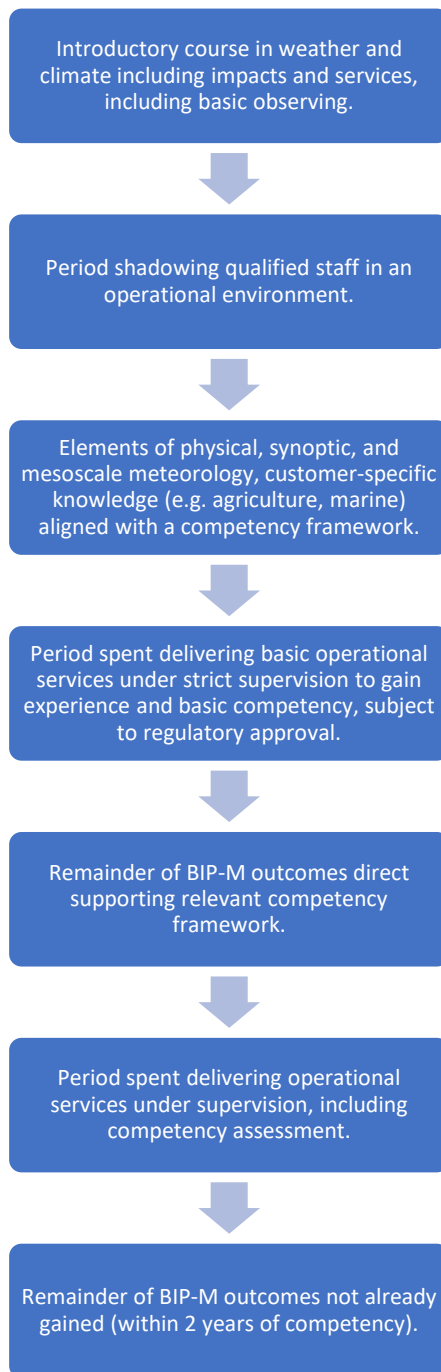 Introductory course in weather and
climate including impacts and services,
including basic observing.
Period shadowing qualified staff in an
operational environment.
Elements of physical, synoptic, and
mesoscale meteorology, customer-specific
knowledge (e.g. agriculture, marine)
aligned with a competency framework.
Period spent delivering basic operational
services under strict supervision to gain
experience and basic competency, subject
to regulatory approval.
Remainder of BIP-M outcomes direct
supporting relevant competency
framework.
Period spent delivering operational
services under supervision, including
competency assessment.
Remainder of BIP-M outcomes not already
gained (within 2 years of competency).